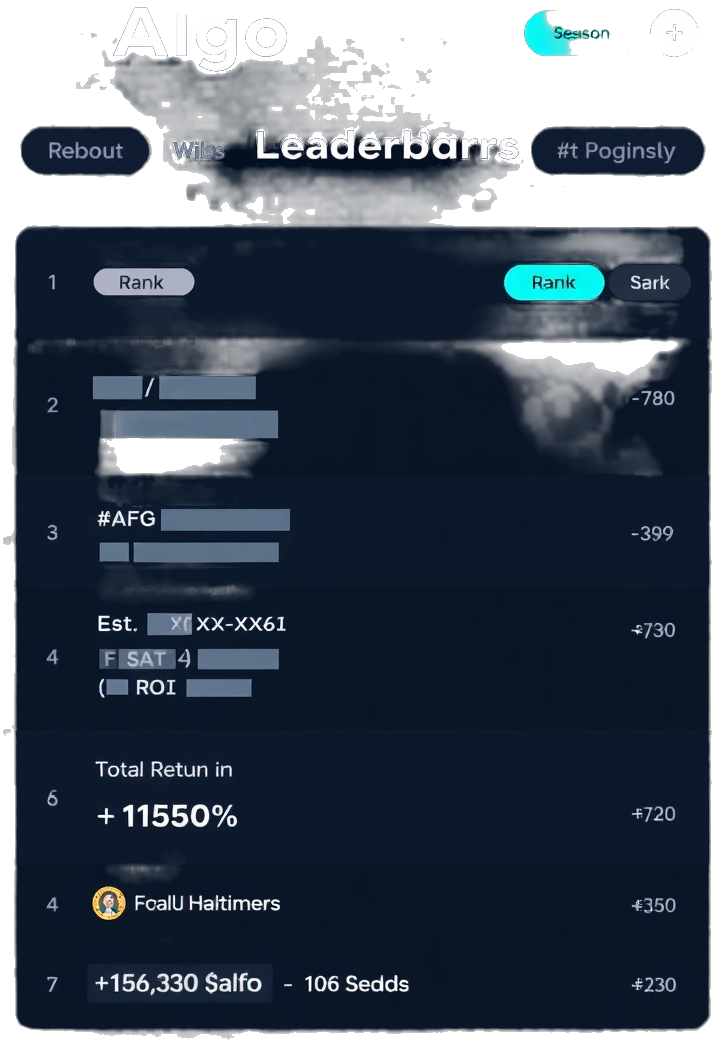 Algo
Season
Rebout Wibs Leaderbarrs #t Poginsly
1 Rank Rank Sark
2 / -780
3 #AFG -399
4 Est. XX-XX61 +730
F SAT 4)
( ROI
6 Total Retun in
+11550% +720
4 FoalU Haltimers +350
7 +156,330 $alfo - 106 Sedds +230